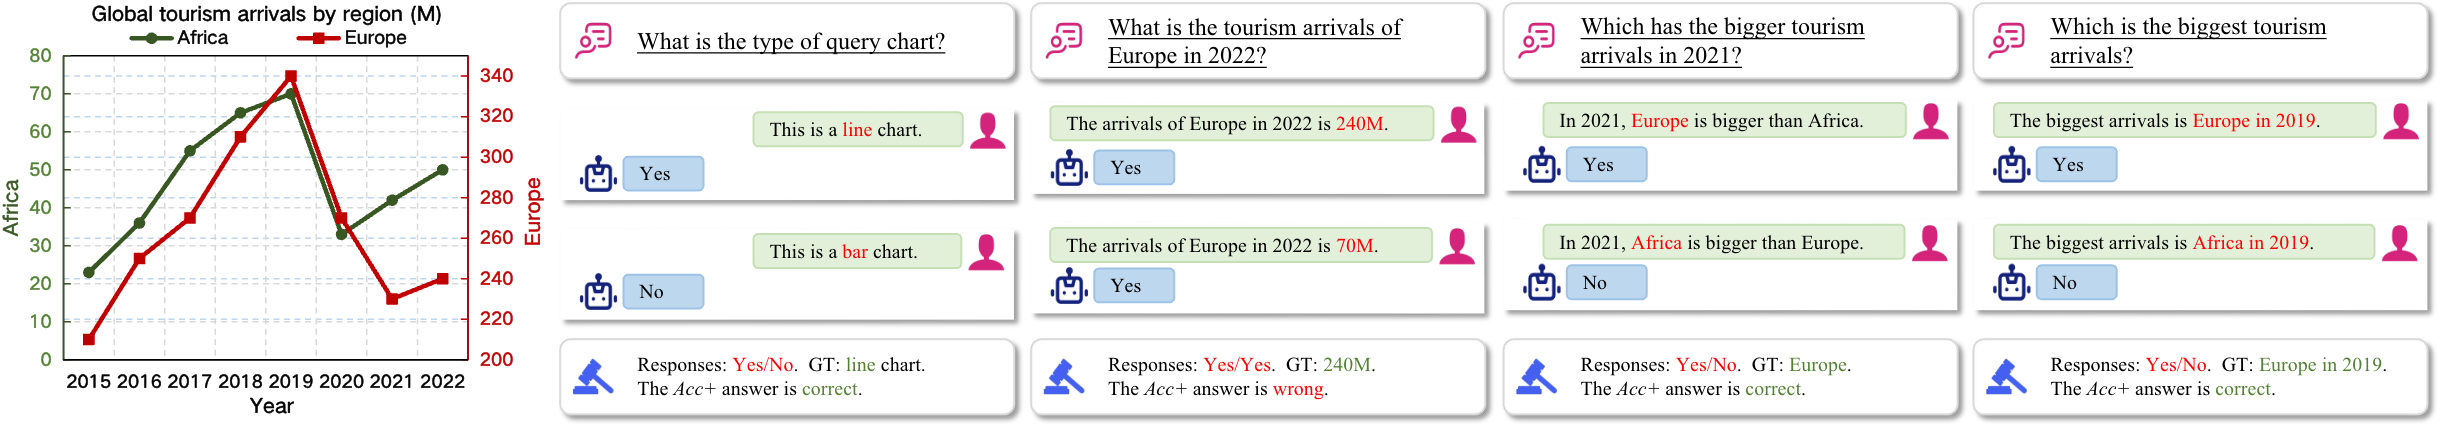 Global tourism arrivals by region (M)
Africa Europe
80
70
60
50
40
30
20
10
0
Africa
340
320
300
280
260
240
220
200
Europe
2015 2016 2017 2018 2019 2020 2021 2022
Year
What is the type of query chart?
This is a line chart.
Yes
This is a bar chart.
No
Responses: Yes/No. GT: line chart.
The Acc+ answer is correct.
What is the tourism arrivals of
Europe in 2022?
The arrivals of Europe in 2022 is 240M.
Yes
The arrivals of Europe in 2022 is 70M.
Yes
Responses: Yes/Yes. GT: 240M.
The Acc+ answer is wrong.
Which has the bigger tourism
arrivals in 2021?
In 2021, Europe is bigger than Africa.
Yes
In 2021, Africa is bigger than Europe.
No
Responses: Yes/No. GT: Europe.
The Acc+ answer is correct.
Which is the biggest tourism
arrivals?
The biggest arrivals is Europe in 2019.
Yes
The biggest arrivals is Africa in 2019.
No
Responses: Yes/No. GT: Europe in 2019.
The Acc+ answer is correct.